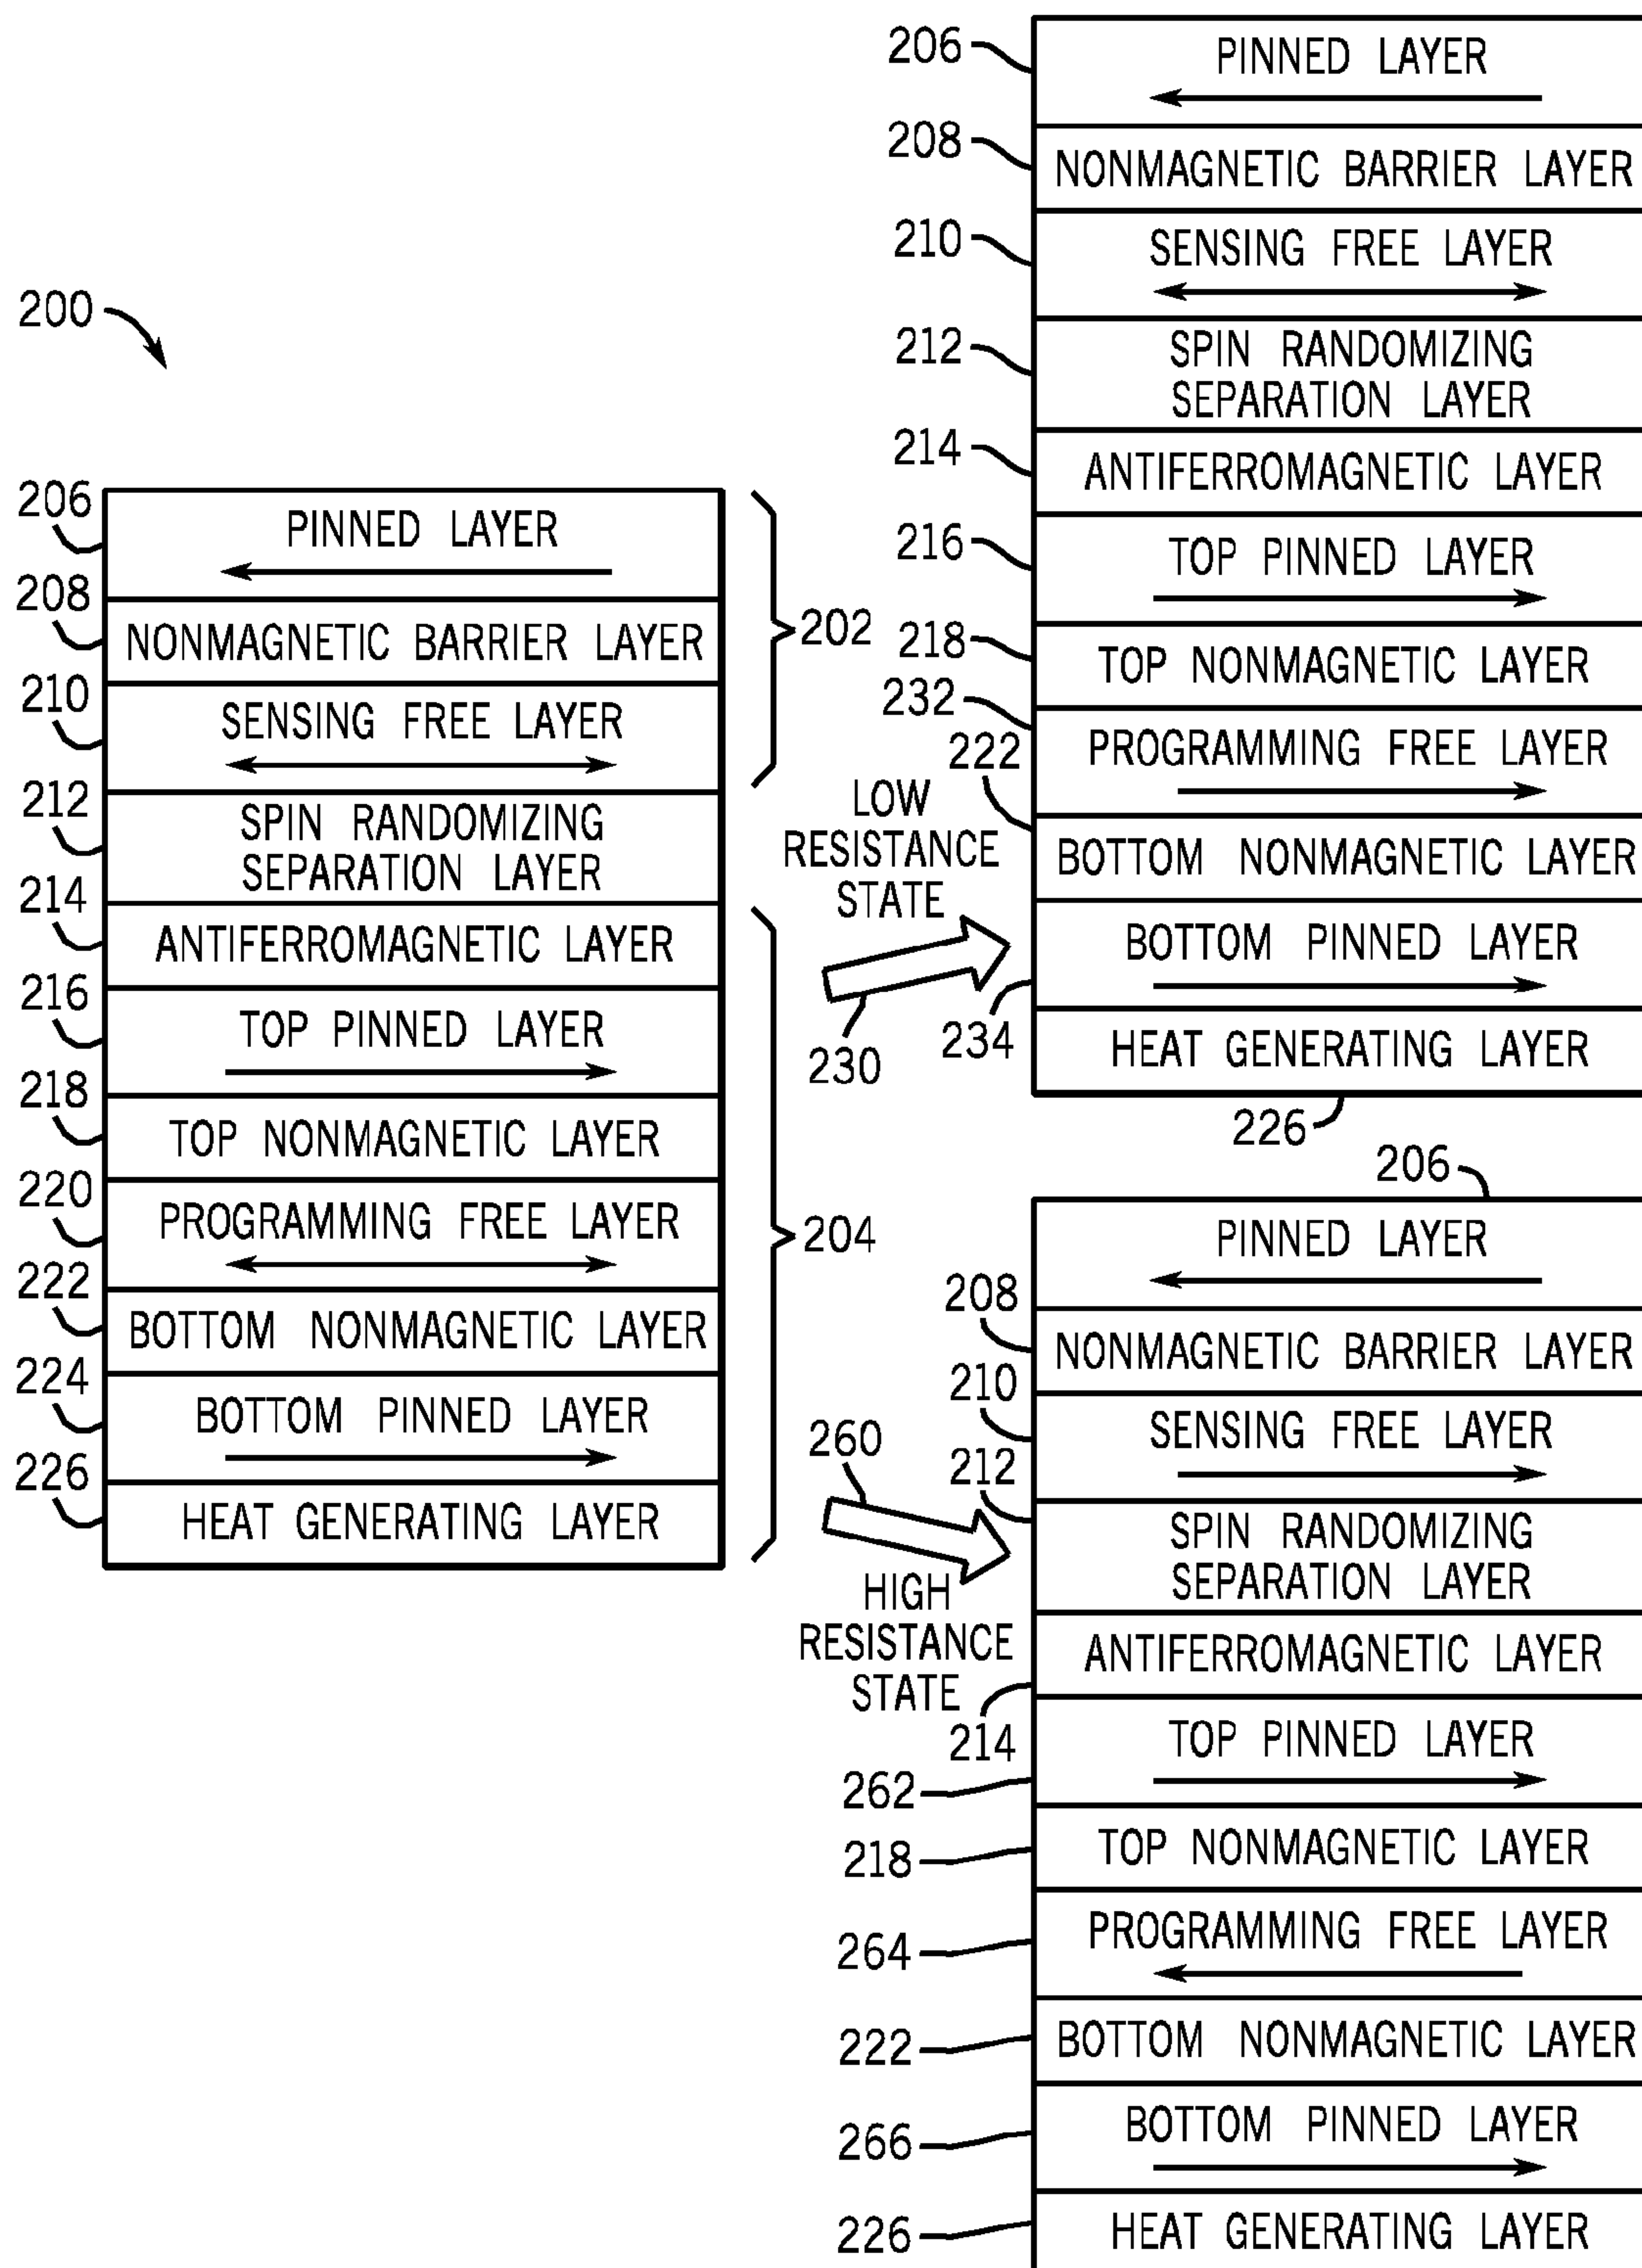 200
206
PINNED LAYER
208
NONMAGNETIC BARRIER LAYER
202
210
SENSING FREE LAYER
212
SPIN RANDOMIZING
SEPARATION LAYER
214
ANTIFERROMAGNETIC LAYER
216
TOP PINNED LAYER
218
TOP NONMAGNETIC LAYER
220
PROGRAMMING FREE LAYER
204
222
BOTTOM NONMAGNETIC LAYER
224
BOTTOM PINNED LAYER
226
HEAT GENERATING LAYER
LOW
RESISTANCE
STATE
230
206
PINNED LAYER
208
NONMAGNETIC BARRIER LAYER
210
SENSING FREE LAYER
212
SPIN RANDOMIZING
SEPARATION LAYER
214
ANTIFERROMAGNETIC LAYER
216
TOP PINNED LAYER
218
TOP NONMAGNETIC LAYER
232
PROGRAMMING FREE LAYER
222
BOTTOM NONMAGNETIC LAYER
BOTTOM PINNED LAYER
234
HEAT GENERATING LAYER
226
260
HIGH
RESISTANCE
STATE
206
PINNED LAYER
208
NONMAGNETIC BARRIER LAYER
210
SENSING FREE LAYER
212
SPIN RANDOMIZING
SEPARATION LAYER
ANTIFERROMAGNETIC LAYER
214
TOP PINNED LAYER
262
TOP NONMAGNETIC LAYER
218
PROGRAMMING FREE LAYER
264
BOTTOM NONMAGNETIC LAYER
222
BOTTOM PINNED LAYER
266
HEAT GENERATING LAYER
226